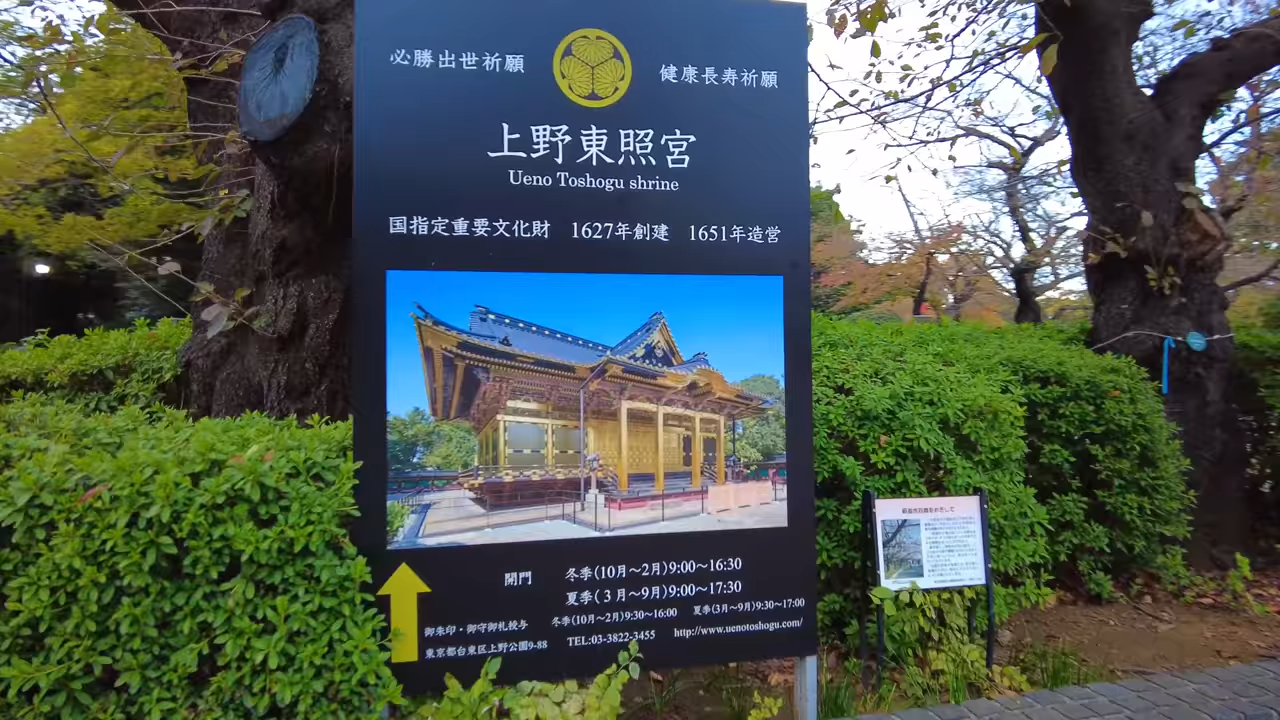 必勝出世祈願
健康長寿祈願
上野東照宮
Ueno Toshogu shrine
国指定重要文化財 1627年創建 1651年造営
開門 冬季(10月〜2月)9:00〜16:30
夏季(3月〜9月)9:00〜17:30
御朱印・御守御札授与 冬季(10月〜2月)9:30〜16:00 夏季(3月〜9月)9:30〜17:00
東京都台東区上野公園9-88 TEL:03-3822-3455 http://www.uenotoshogu.com/